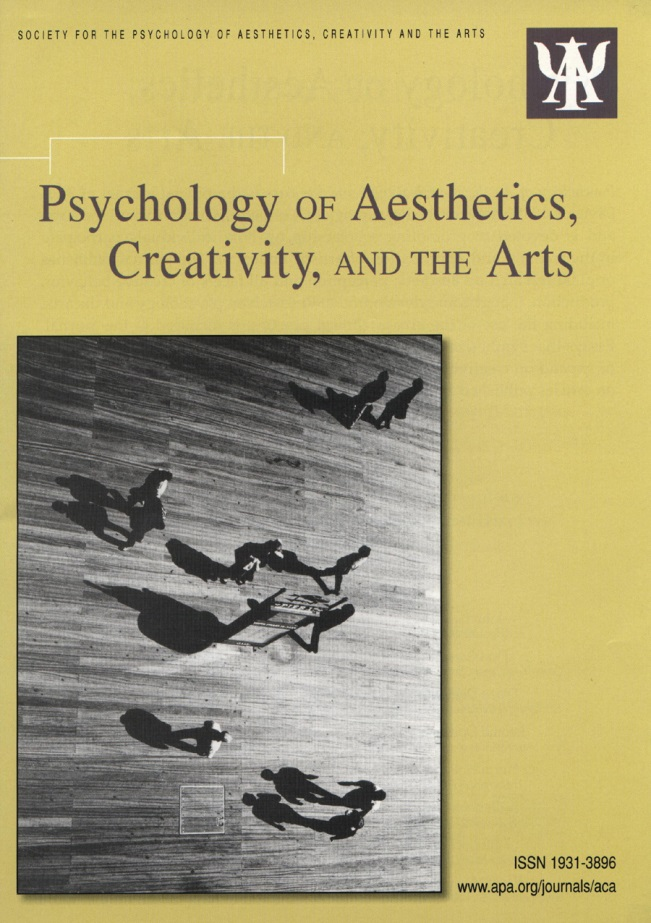 SOCIETY FOR THE PSYCHOLOGY OF AESTHETICS, CREATIVITY AND THE ARTS
Psychology OF Aesthetics,
Creativity, AND THE Arts
ISSN 1931-3896
www.apa.org/journals/aca